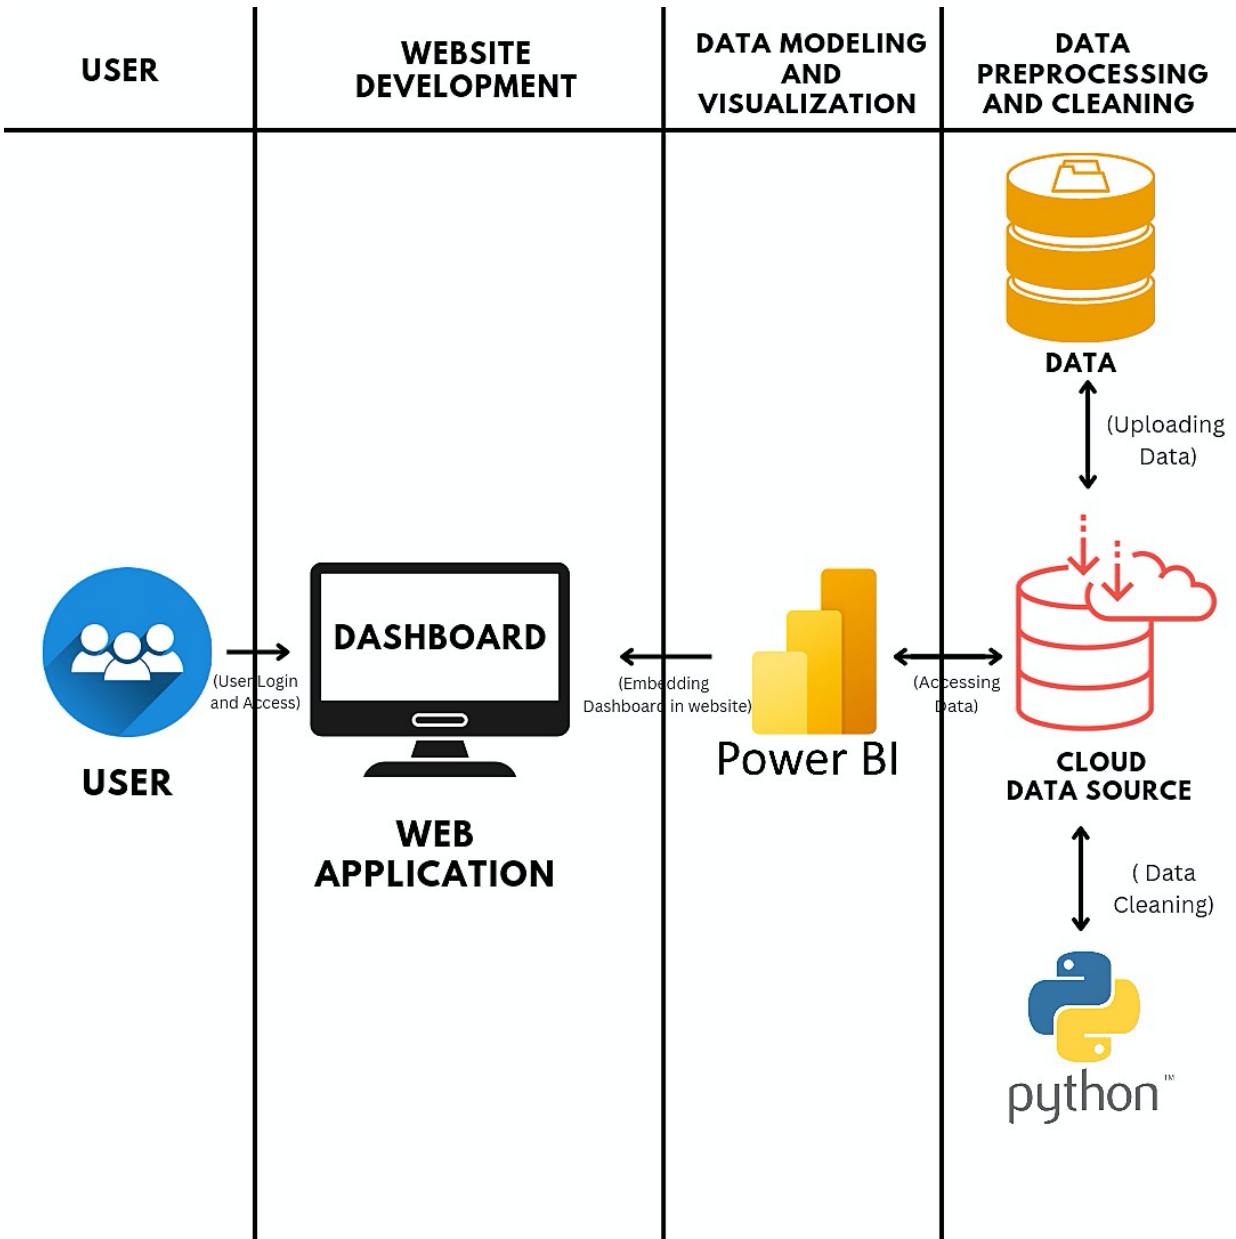 USER
WEBSITE
DEVELOPMENT
DATA MODELING
AND
VISUALIZATION
DATA
PREPROCESSING
AND CLEANING
DATA
(Uploading
Data)
DASHBOARD
(User Login
and Access)
(Embedding
Dashboard in website)
(Accessing
Data)
USER
WEB
APPLICATION
Power BI
CLOUD
DATA SOURCE
( Data
Cleaning)
python™